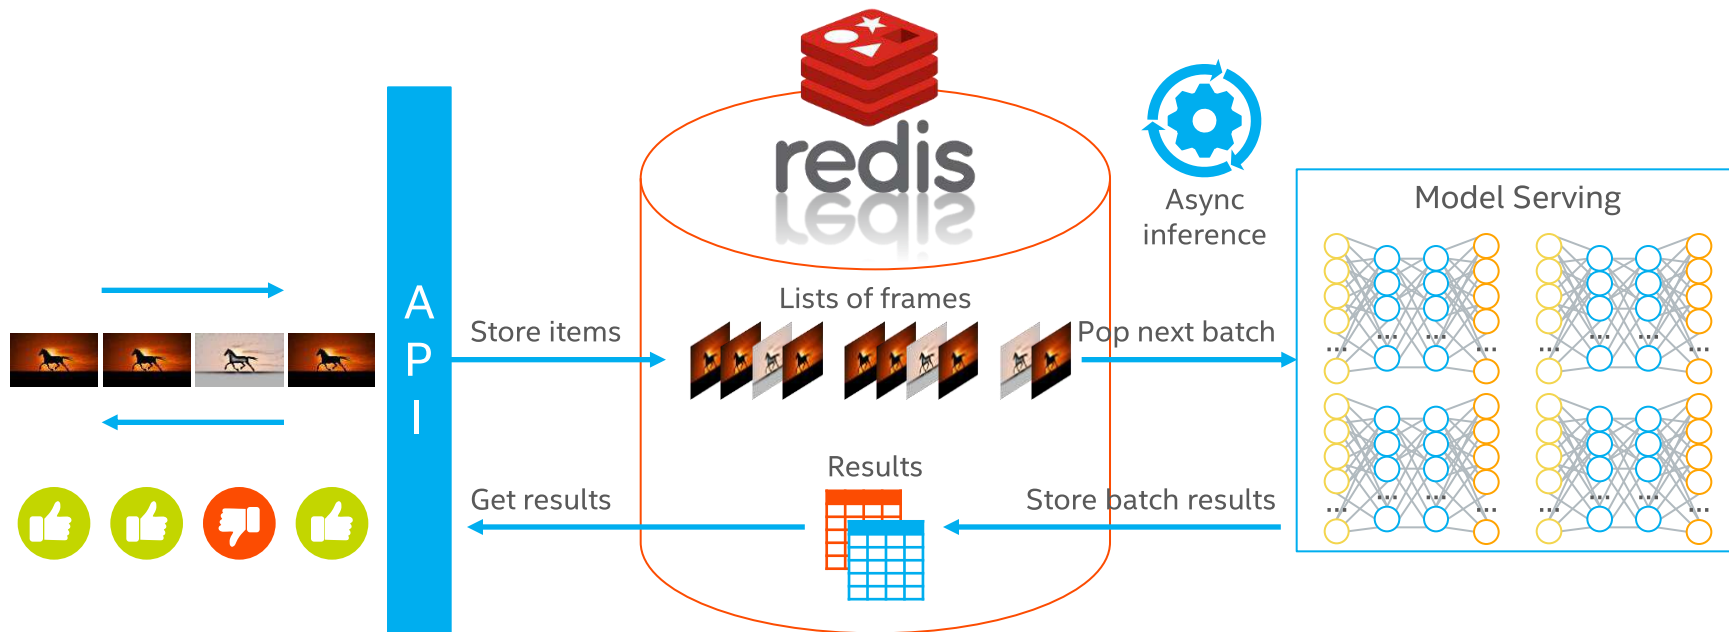 redis
Async
inference
Model Serving
A
P
I
Lists of frames
Store items
Pop next batch
...
...
...
...
...
...
...
...
Results
Get results
Store batch results
...
...
...
...
...
...
...
...